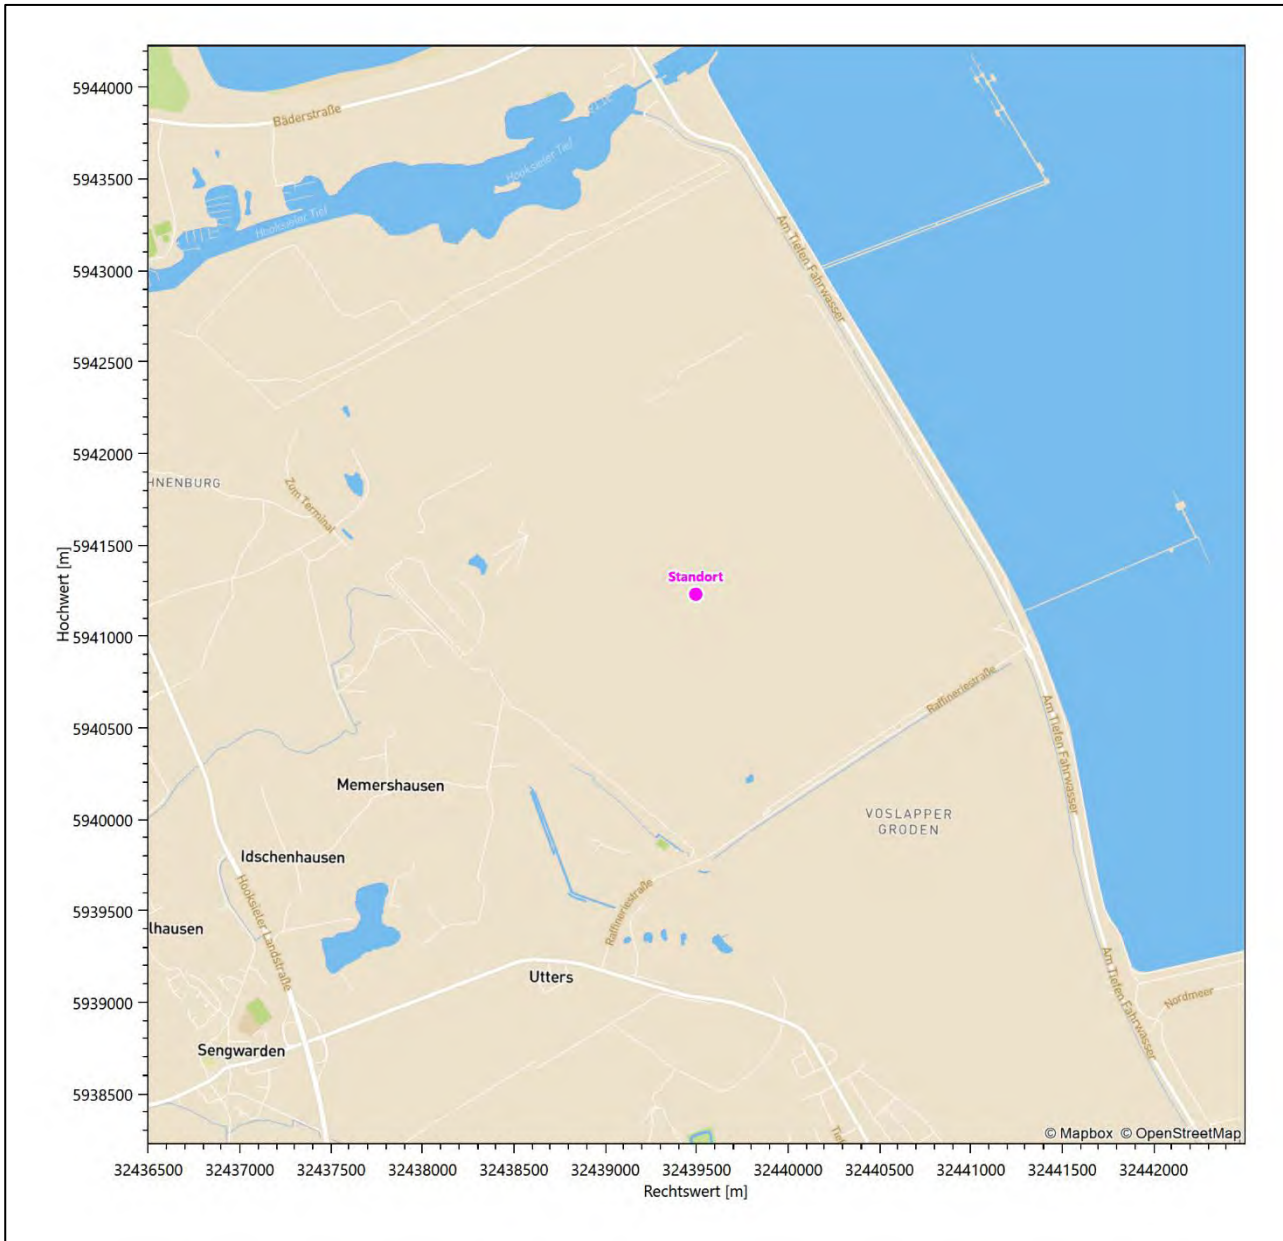 5944000
Bäderstraße
Hooksieler Tief
5943500
Hooksieler Tief
Am Tiefen Fahrwasser
5943000
5942500
5942000
HNENBURG
Zum Terminal
5941500
Standort
Hochwert [m]
5941000
Raffineriestraße
5940500
Am Tiefen Fahrwasser
Memershausen
5940000
VOSLAPPER
GRODEN
Idschenhausen
5939500
Hooksieler Landstraße
Raffineriestraße
lhausen
Utters
5939000
Am Tiefen Fahrwasser
Nordmeer
Sengwarden
5938500
© Mapbox © OpenStreetMap
32436500 32437000 32437500 32438000 32438500 32439000 32439500 32440000 32440500 32441000 32441500 32442000
Rechtswert [m]